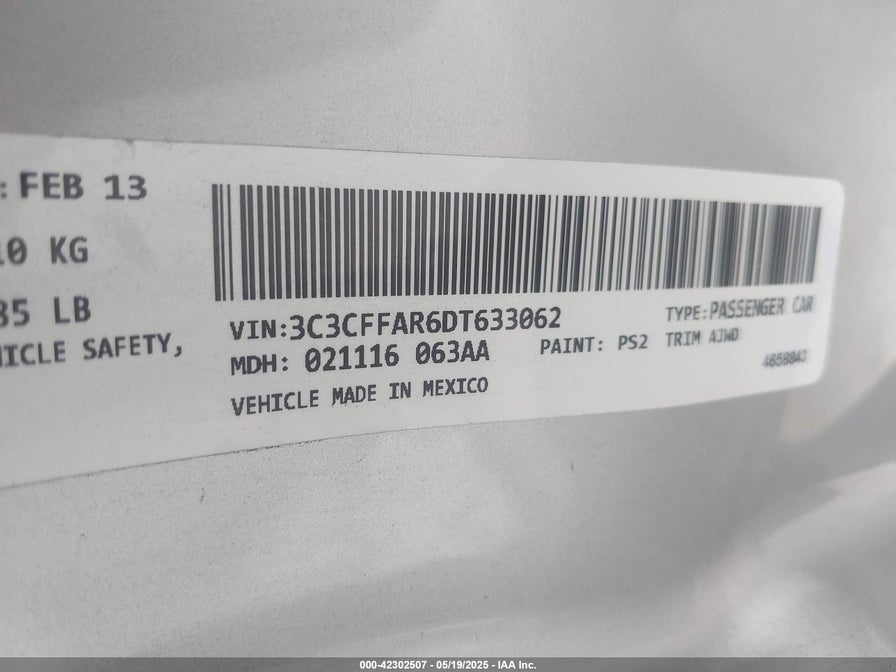 : FEB 13
10 KG
35 LB
HICLE SAFETY,
VIN:3C3CFFAR6DT633062
TYPE:PASSENGER CAR
MDH: 021116 063AA
PAINT: PS2
TRIM AJWD
4658843
VEHICLE MADE IN MEXICO
000-42302507 - 05/19/2025 - IAA Inc.